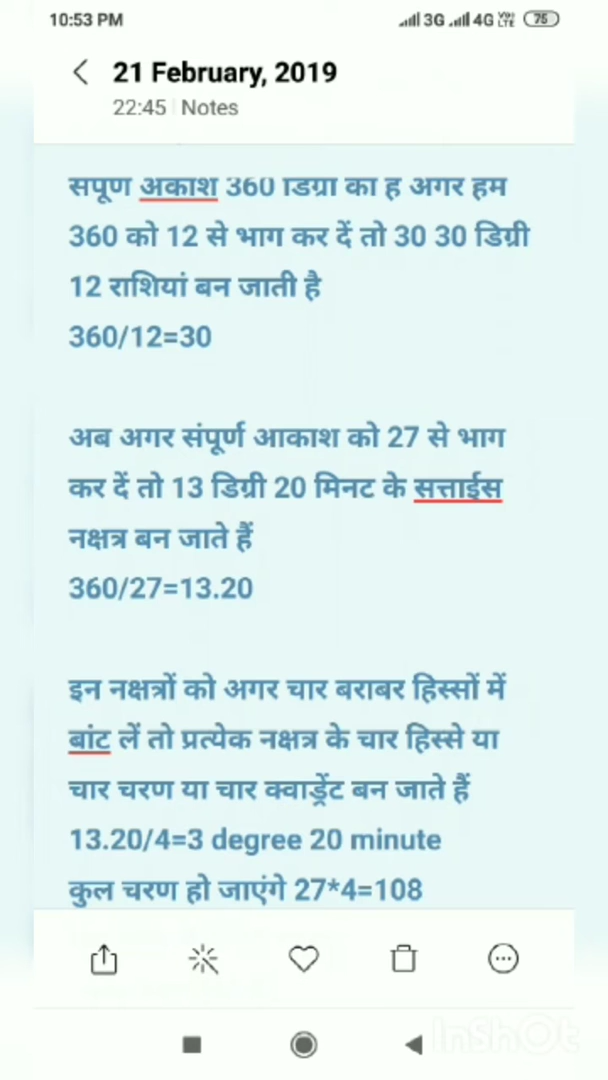 10:53 PM 3G 4G VoI) LTE 75
21 February, 2019
22:45 | Notes
सपूण अकाश 360 डिग्रा का ह अगर हम
360 को 12 से भाग कर दें तो 30 30 डिग्री
12 राशियां बन जाती है
360/12=30
अब अगर संपूर्ण आकाश को 27 से भाग
कर दें तो 13 डिग्री 20 मिनट के सत्ताईस
नक्षत्र बन जाते हैं
360/27=13.20
इन नक्षत्रों को अगर चार बराबर हिस्सों में
बांट लें तो प्रत्येक नक्षत्र के चार हिस्से या
चार चरण या चार क्वाड्रेंट बन जाते हैं
13.20/4=3 degree 20 minute
कुल चरण हो जाएंगे 27*4=108
InShOt